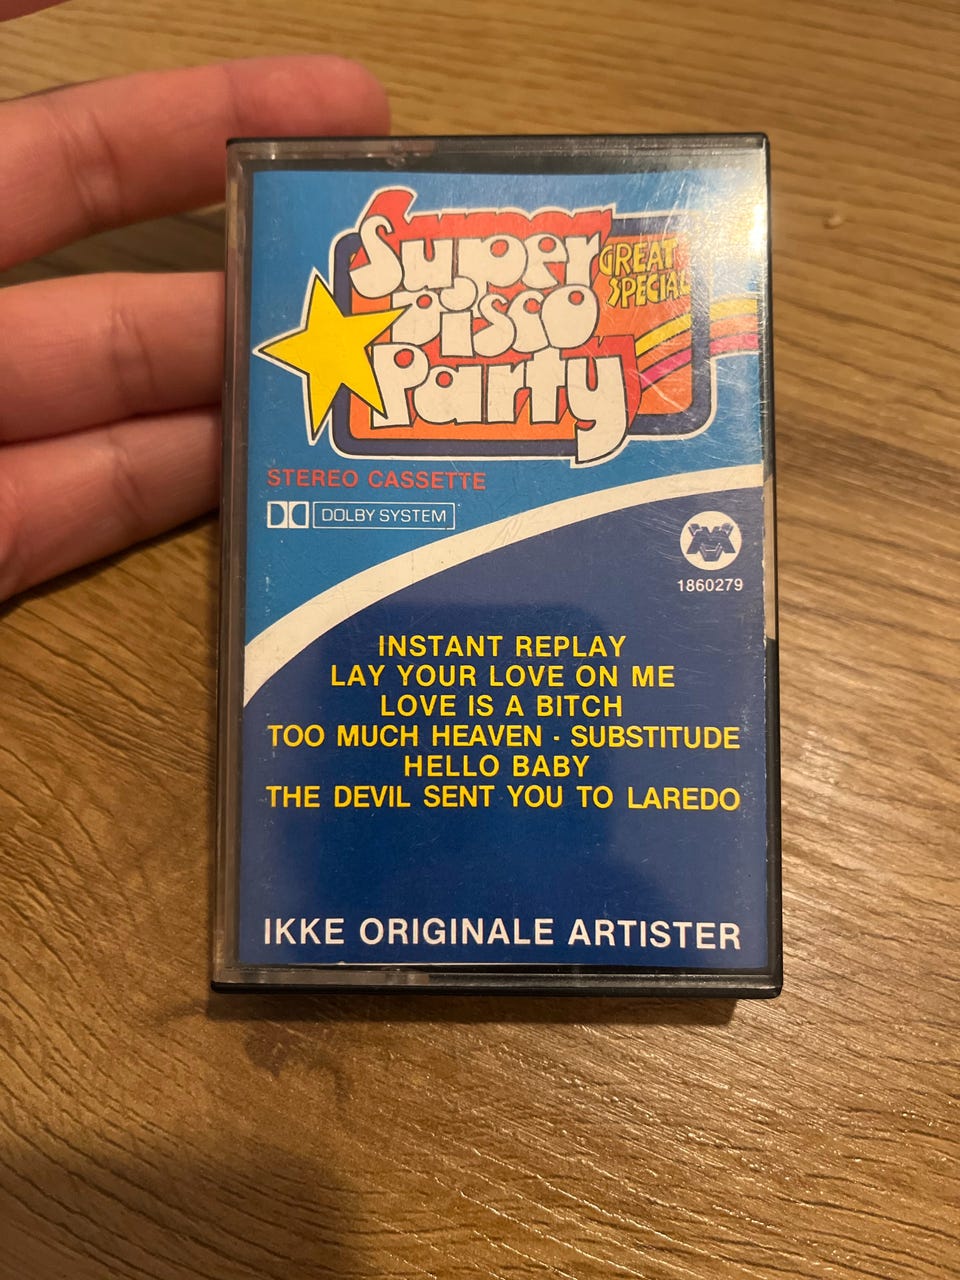 Super
Disco
Party
GREAT
SPECIAL
STEREO CASSETTE
DOLBY SYSTEM
1860279
INSTANT REPLAY
LAY YOUR LOVE ON ME
LOVE IS A BITCH
TOO MUCH HEAVEN · SUBSTITUDE
HELLO BABY
THE DEVIL SENT YOU TO LAREDO
IKKE ORIGINALE ARTISTER